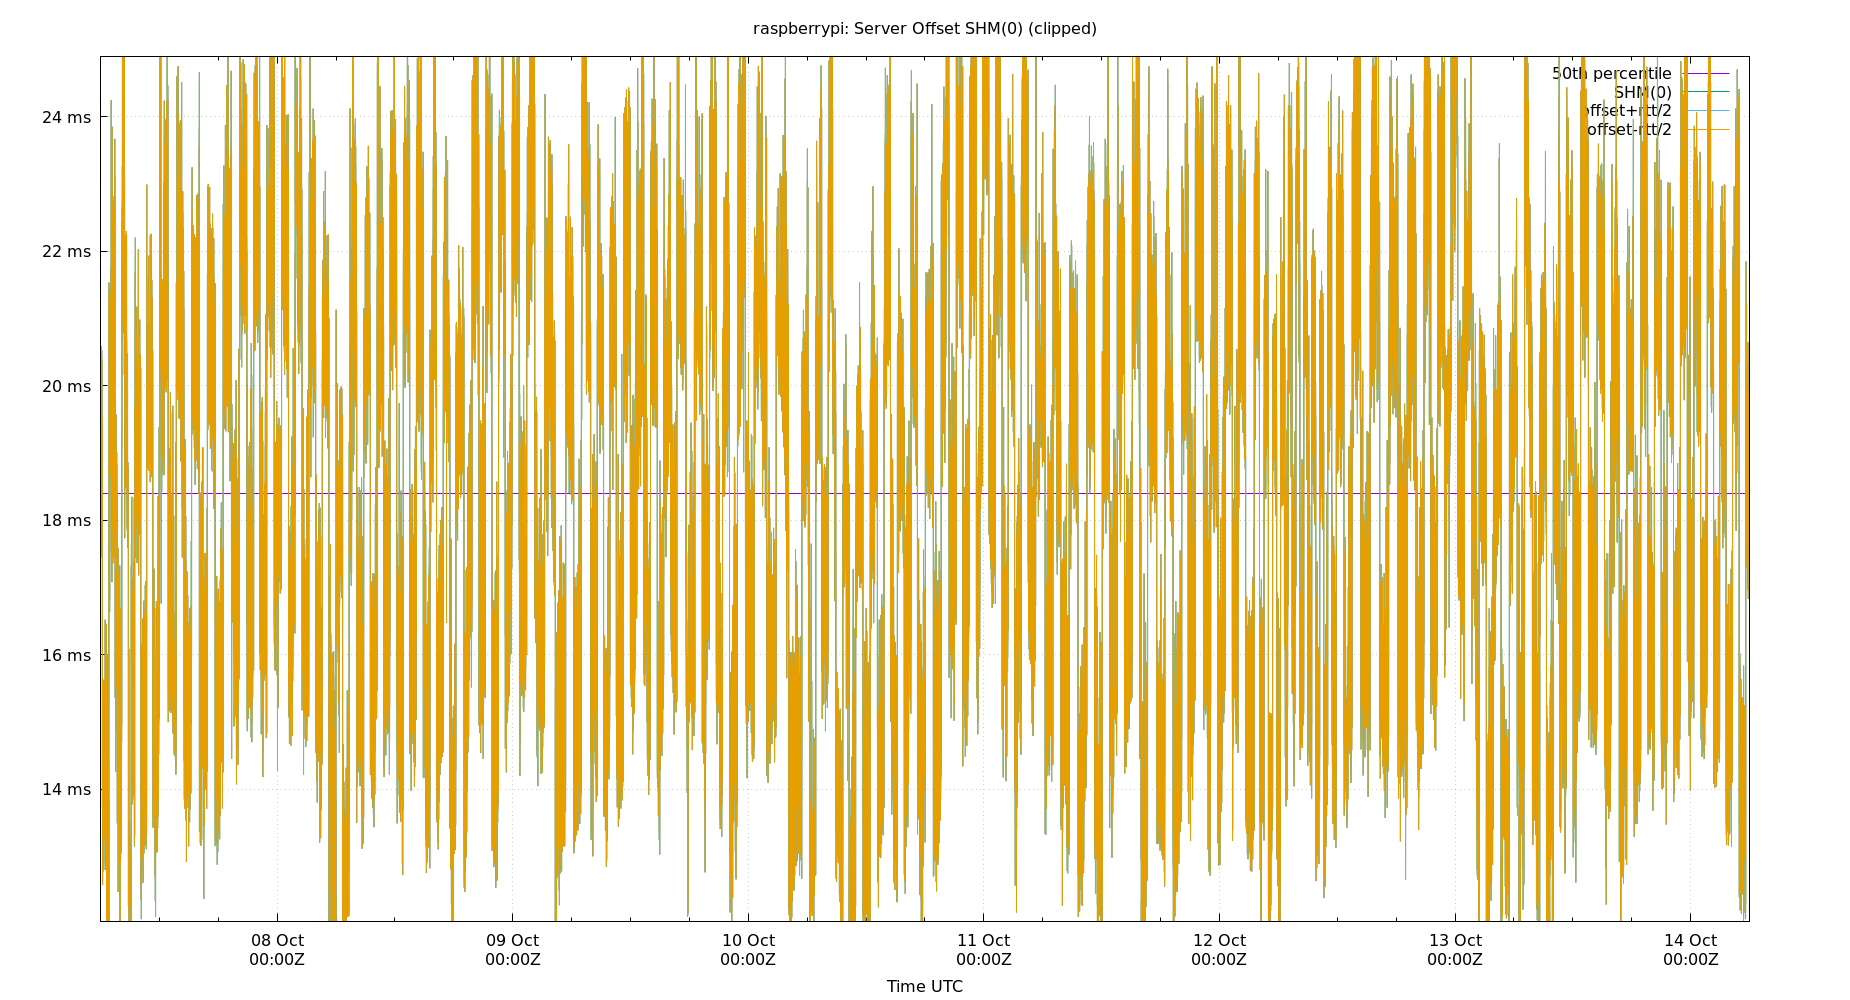 raspberrypi: Server Offset SHM(0) (clipped)
50th percentile
SHM(0)
offset+rtt/2
offset-rtt/2
24 ms
22 ms
20 ms
18 ms
16 ms
14 ms
08 Oct
00:00Z
09 Oct
00:00Z
10 Oct
00:00Z
11 Oct
00:00Z
12 Oct
00:00Z
13 Oct
00:00Z
14 Oct
00:00Z
Time UTC